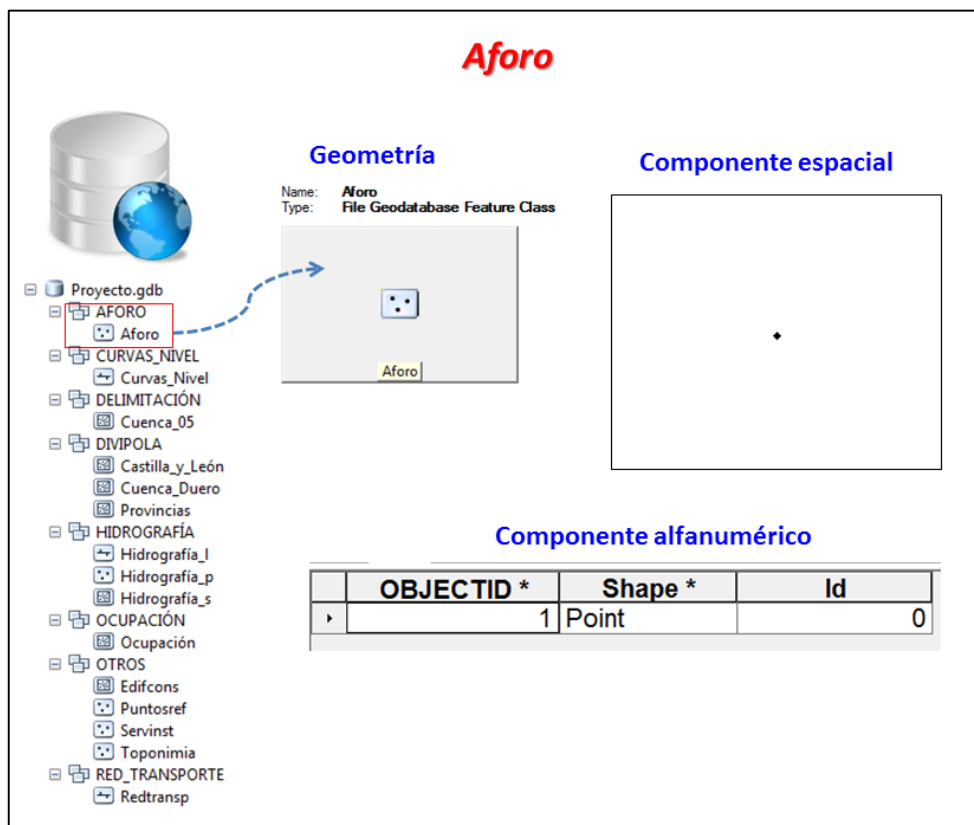 Aforo
Geometría
Componente espacial
Name: Aforo
Type: File Geodatabase Feature Class
Aforo
Proyecto.gdb
AFORO
Aforo
CURVAS_NIVEL
Curvas_Nivel
DELIMITACIÓN
Cuenca_05
DIVIPOLA
Castilla_y_León
Cuenca_Duero
Provincias
HIDROGRAFÍA
Hidrografía_l
Hidrografía_p
Hidrografía_s
OCUPACIÓN
Ocupación
OTROS
Edifcons
Puntosref
Servinst
Toponimia
RED_TRANSPORTE
Redtransp
Componente alfanumérico
OBJECTID * Shape * Id
1 Point 0